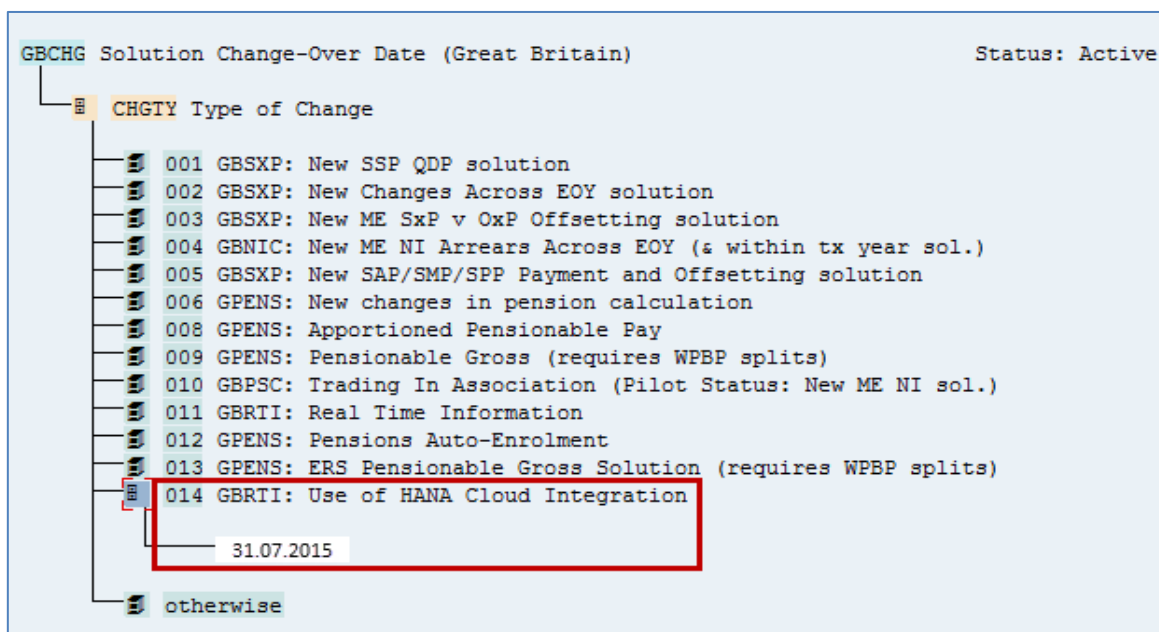 GBCHG Solution Change-Over Date (Great Britain) Status: Active
CHGTY Type of Change
001 GBSXP: New SSP QDP solution
002 GBSXP: New Changes Across EOY solution
003 GBSXP: New ME SxP v OxP Offsetting solution
004 GBNIC: New ME NI Arrears Across EOY (& within tx year sol.)
005 GBSXP: New SAP/SMP/SPP Payment and Offsetting solution
006 GPENS: New changes in pension calculation
008 GPENS: Apportioned Pensionable Pay
009 GPENS: Pensionable Gross (requires WPBP splits)
010 GBPSC: Trading In Association (Pilot Status: New ME NI sol.)
011 GBRTI: Real Time Information
012 GPENS: Pensions Auto-Enrolment
013 GPENS: ERS Pensionable Gross Solution (requires WPBP splits)
014 GBRTI: Use of HANA Cloud Integration
31.07.2015
otherwise